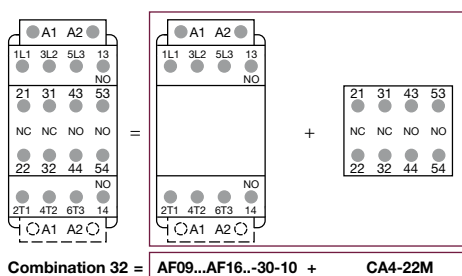 A1 A2 A1 A2
1L1 3L2 5L3 13 1L1 3L2 5L3 13
NO NO
21 31 43 53 21 31 43 53
NC NC NO NO = + NC NC NO NO
22 32 44 54 22 32 44 54
NO NO
2T1 4T2 6T3 14 2T1 4T2 6T3 14
A1 A2 A1 A2
Combination 32 = AF09...AF16..-30-10 + CA4-22M